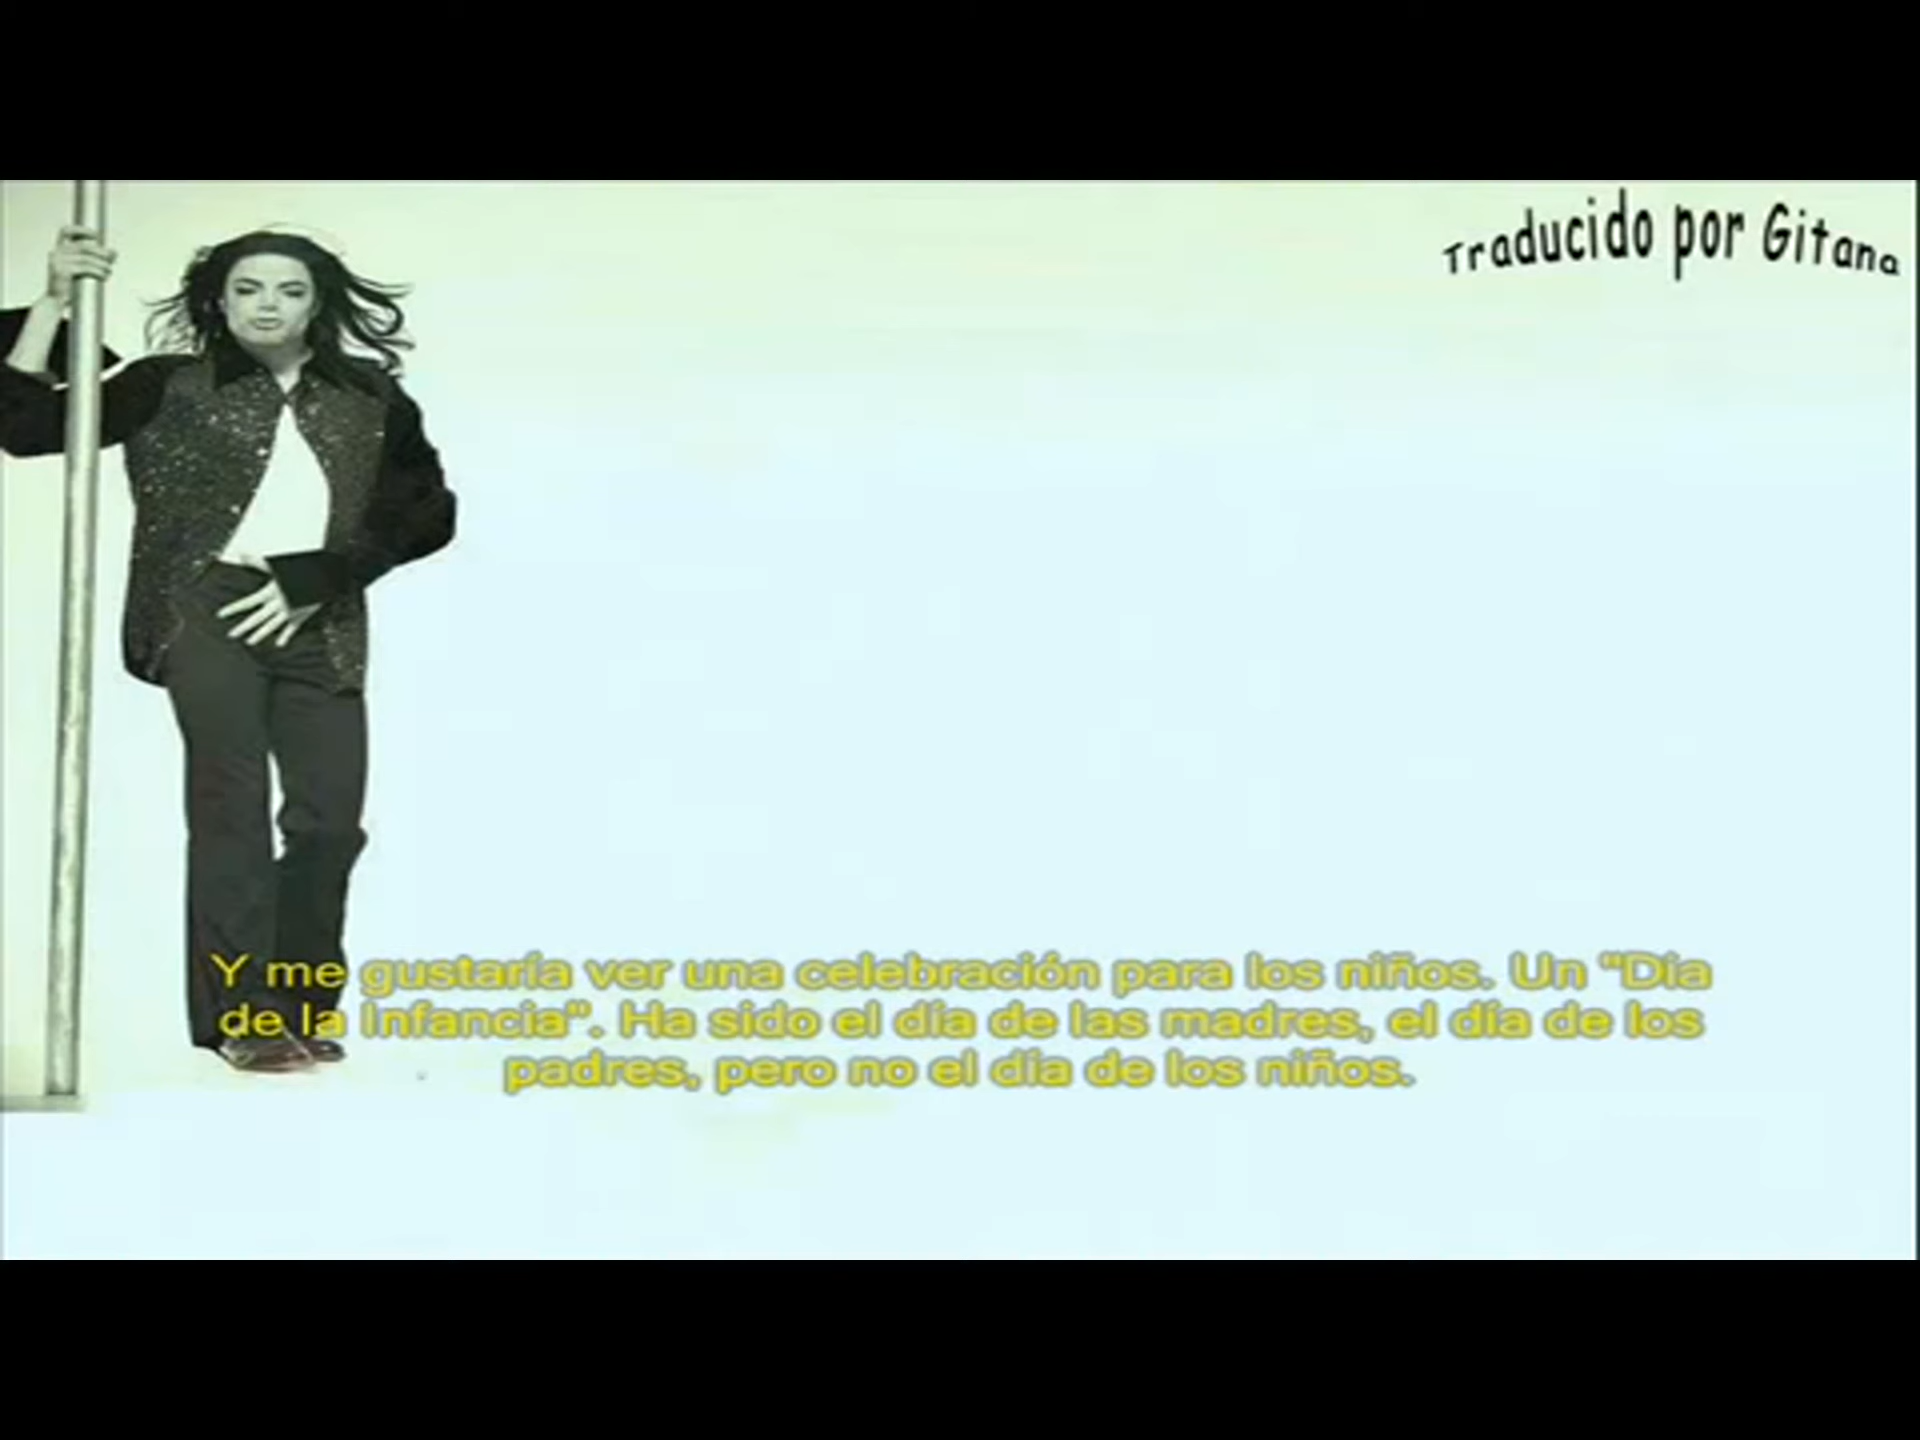 Traducido por Gitana
Y me gustaría ver una celebración para los niños. Un "Día
de la Infancia". Ha sido el día de las madres, el día de los
padres, pero no el día de los niños.